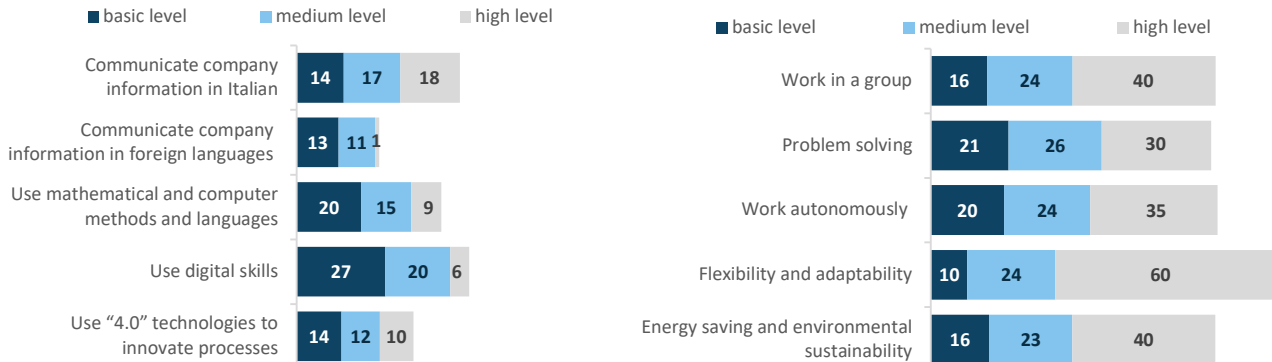 basic level medium level high level
Communicate company
information in Italian
14 17 18
Communicate company
information in foreign languages
13 11 1
Use mathematical and computer
methods and languages
20 15 9
Use digital skills
27 20 6
Use “4.0” technologies to
innovate processes
14 12 10
basic level medium level high level
Work in a group
16 24 40
Problem solving
21 26 30
Work autonomously
20 24 35
Flexibility and adaptability
10 24 60
Energy saving and environmental
sustainability
16 23 40